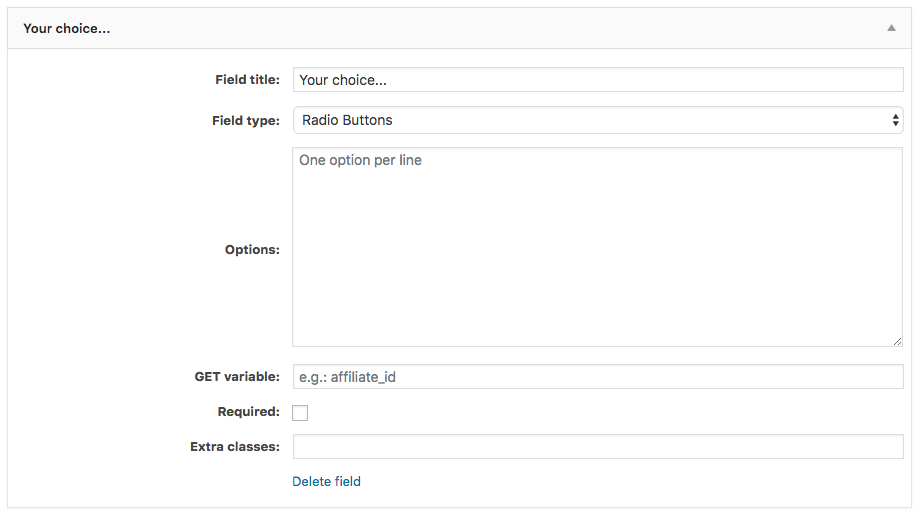 Your choice...
Field title: Your choice...
Field type: Radio Buttons
One option per line
Options:
GET variable: e.g.: affiliate_id
Required:
Extra classes:
Delete field